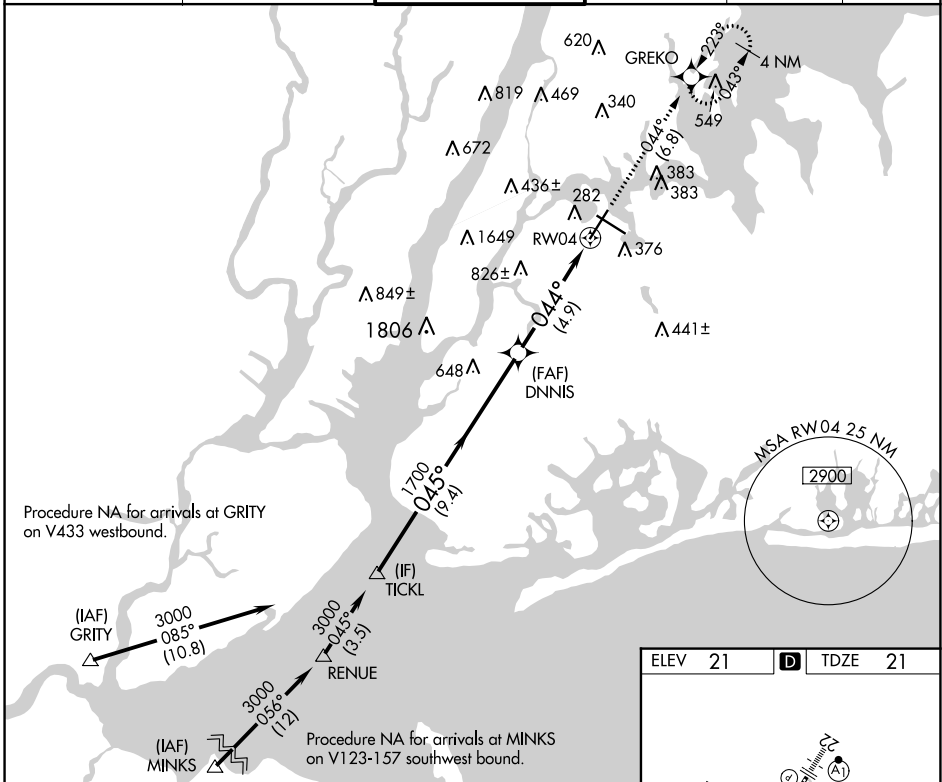 620
GREKO
223°
4 NM
043°
549
819
469
340
044°
(6.8)
672
383
383
436±
282
RW04
376
1649
826±
849±
1806
044°
(4.9)
441±
648
(FAF)
DNNIS
MSA RW04 25 NM
2900
1700
045°
(9.4)
Procedure NA for arrivals at GRITY
on V433 westbound.
(IF)
TICKL
(IAF)
GRITY
3000
085°
(10.8)
3000
045°
(3.5)
RENUE
3000
056°
(12)
(IAF)
MINKS
Procedure NA for arrivals at MINKS
on V123-157 southwest bound.
ELEV 21 D TDZE 21
22
A1